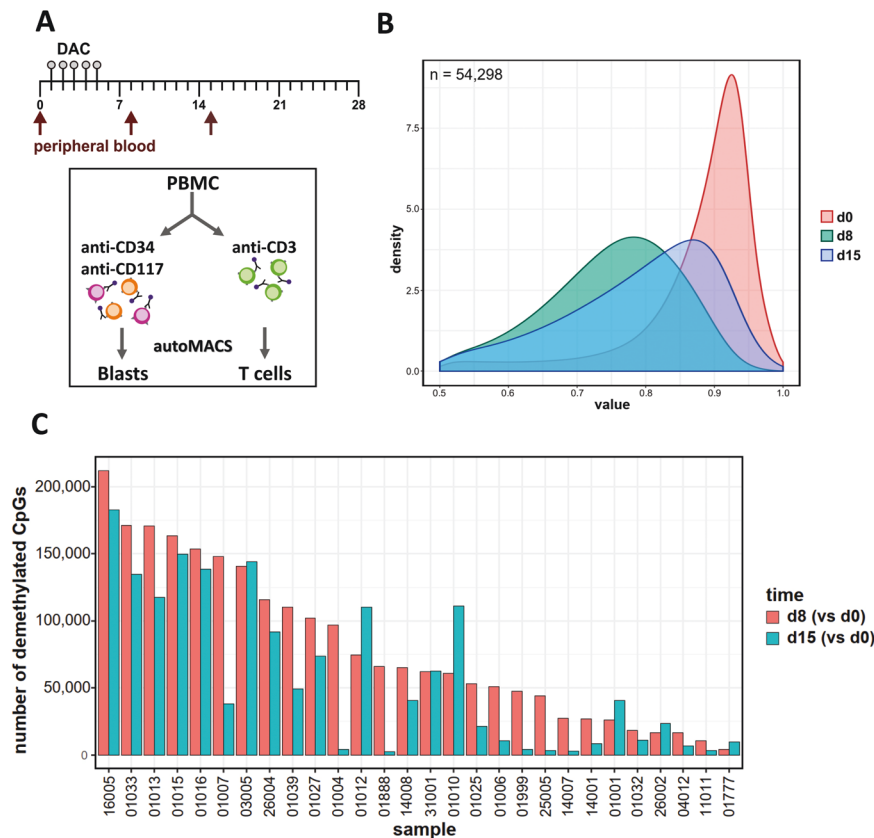 A
DAC
0 7 14 21 28
peripheral blood
PBMC
anti-CD34
anti-CD117
anti-CD3
autoMACS
Blasts
T cells
B
n = 54,298
7.5
5.0
2.5
0.0
density
0.5 0.6 0.7 0.8 0.9 1.0
value
d0
d8
d15
C
200,000
150,000
100,000
50,000
0
number of demethylated CpGs
16005
01033
01013
01015
01016
01007
03005
26004
01039
01027
01004
01012
01888
14008
31001
01010
01025
01006
01999
25005
14007
14001
01001
01032
26002
04012
11011
01777
sample
time
d8 (vs d0)
d15 (vs d0)